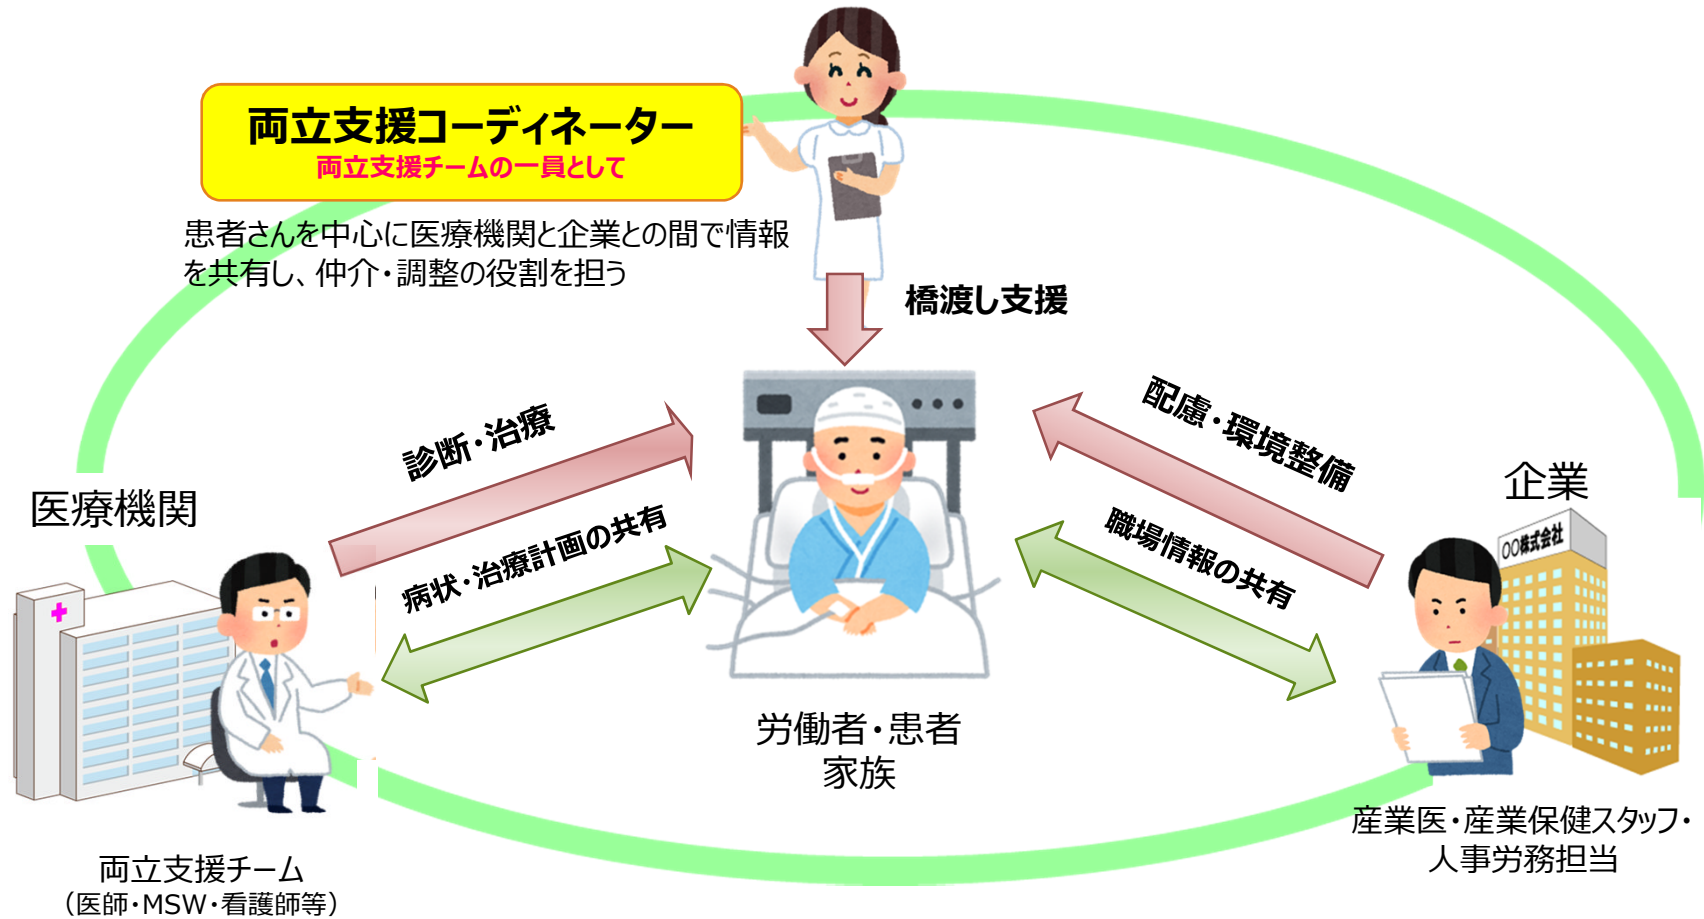 両立支援コーディネーター
両立支援チームの一員として
患者さんを中心に医療機関と企業との間で情報
を共有し、仲介・調整の役割を担う
橋渡し支援
診断・治療
病状・治療計画の共有
配慮・環境整備
職場情報の共有
医療機関
企業
〇〇株式会社
労働者・患者
家族
両立支援チーム
（医師・MSW・看護師等）
産業医・産業保健スタッフ・
人事労務担当